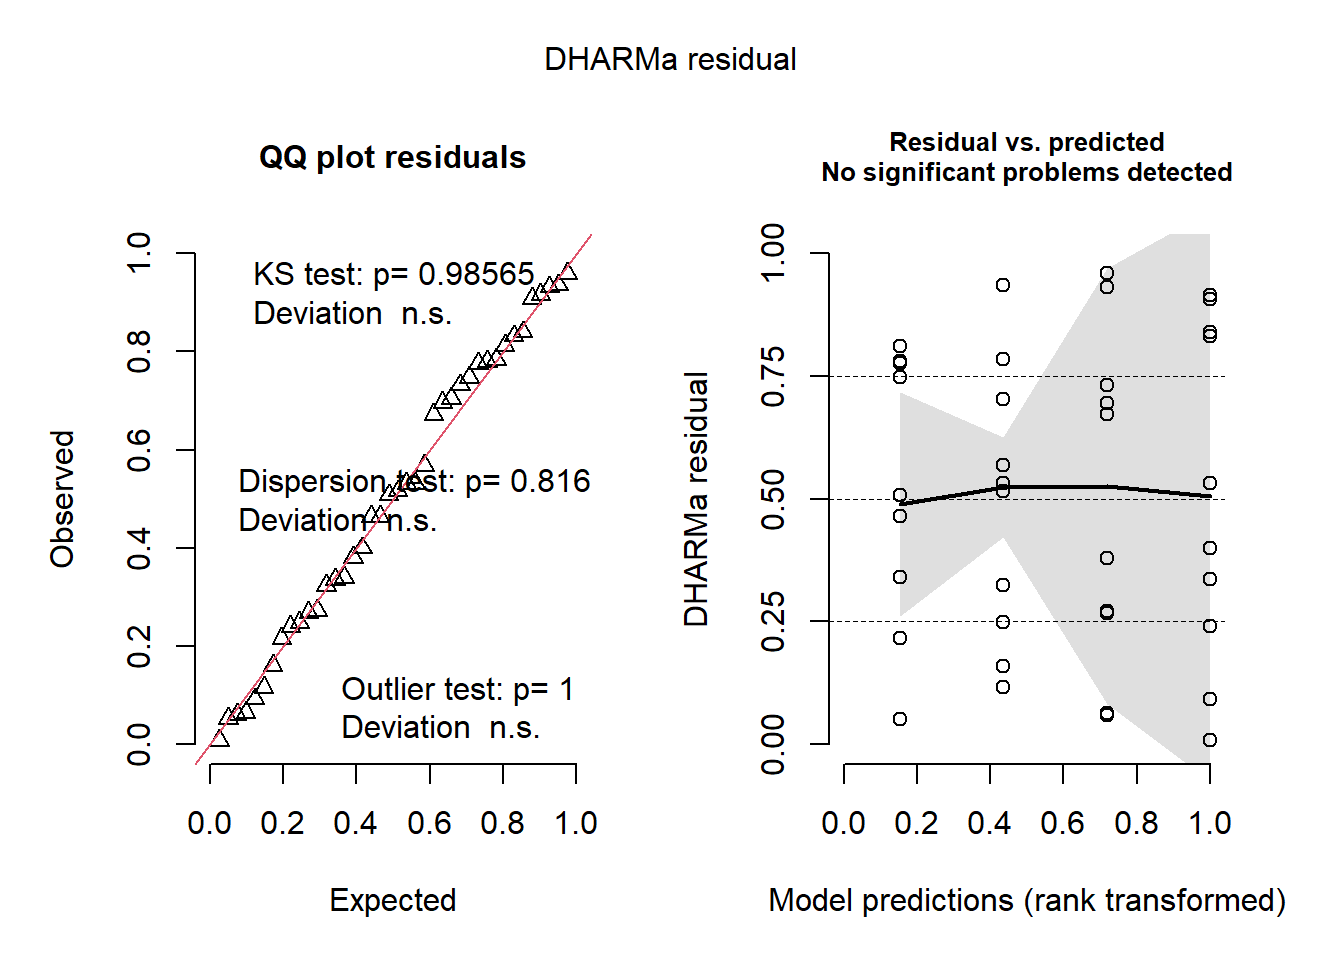 DHARMa residual
QQ plot residuals
KS test: p= 0.98565
Deviation n.s.
Dispersion test: p= 0.816
Deviation n.s.
Outlier test: p= 1
Deviation n.s.
Observed
0.0 0.2 0.4 0.6 0.8 1.0
0.0 0.2 0.4 0.6 0.8 1.0
Expected
Residual vs. predicted
No significant problems detected
DHARMa residual
0.00 0.25 0.50 0.75 1.00
0.0 0.2 0.4 0.6 0.8 1.0
Model predictions (rank transformed)